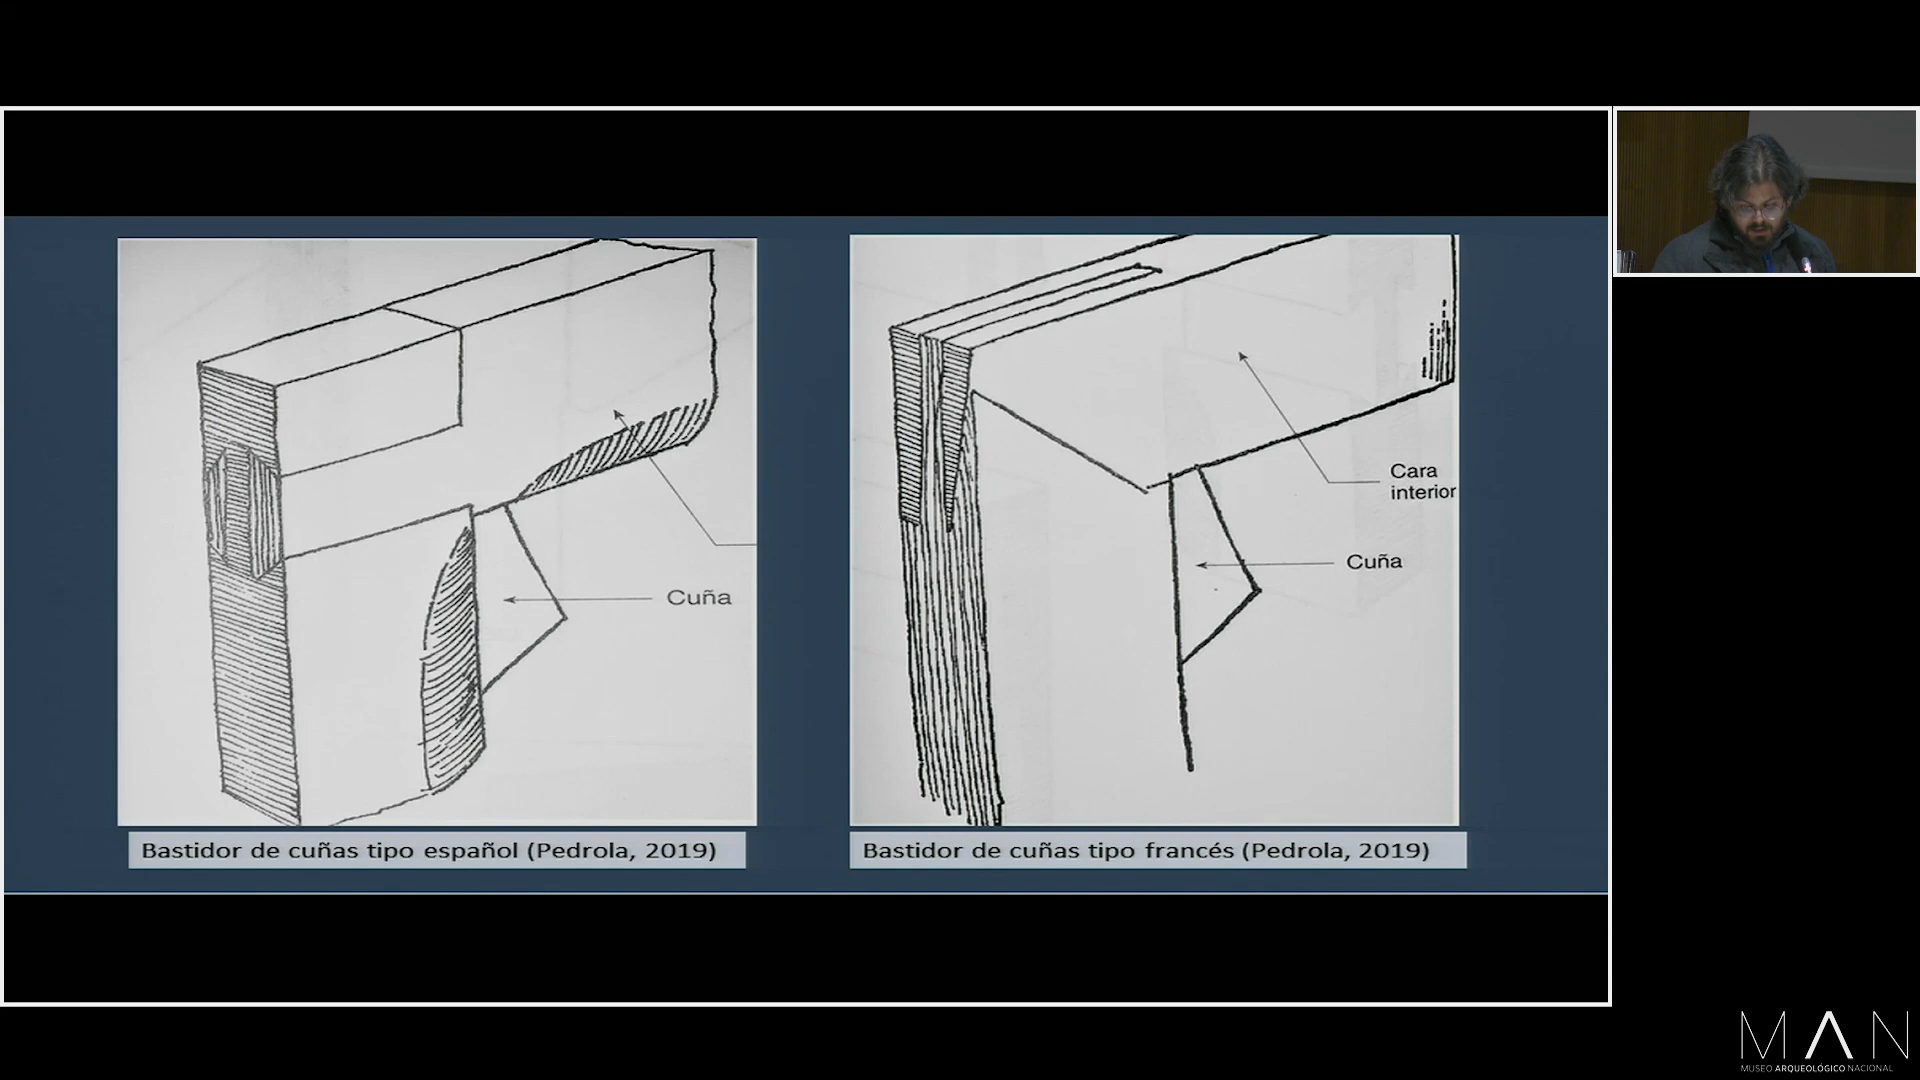 Cuña
Cara
interior
Cuña
Bastidor de cuñas tipo español (Pedrola, 2019)
Bastidor de cuñas tipo francés (Pedrola, 2019)
MAN
MUSEO ARQUEOLÓGICO NACIONAL